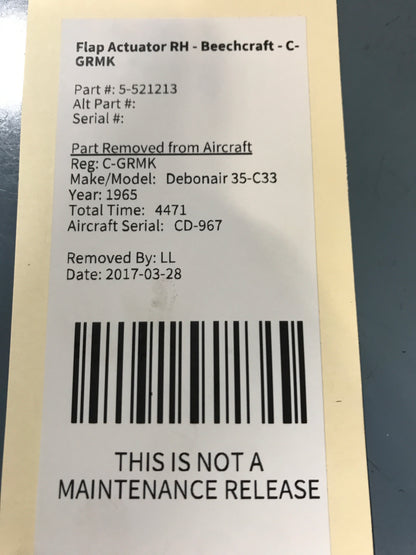 Flap Actuator RH - Beechcraft - C-
GRMK
Part #: 5-521213
Alt Part #:
Serial #:
Part Removed from Aircraft
Reg: C-GRMK
Make/Model: Debonair 35-C33
Year: 1965
Total Time: 4471
Aircraft Serial: CD-967
Removed By: LL
Date: 2017-03-28
THIS IS NOT A
MAINTENANCE RELEASE